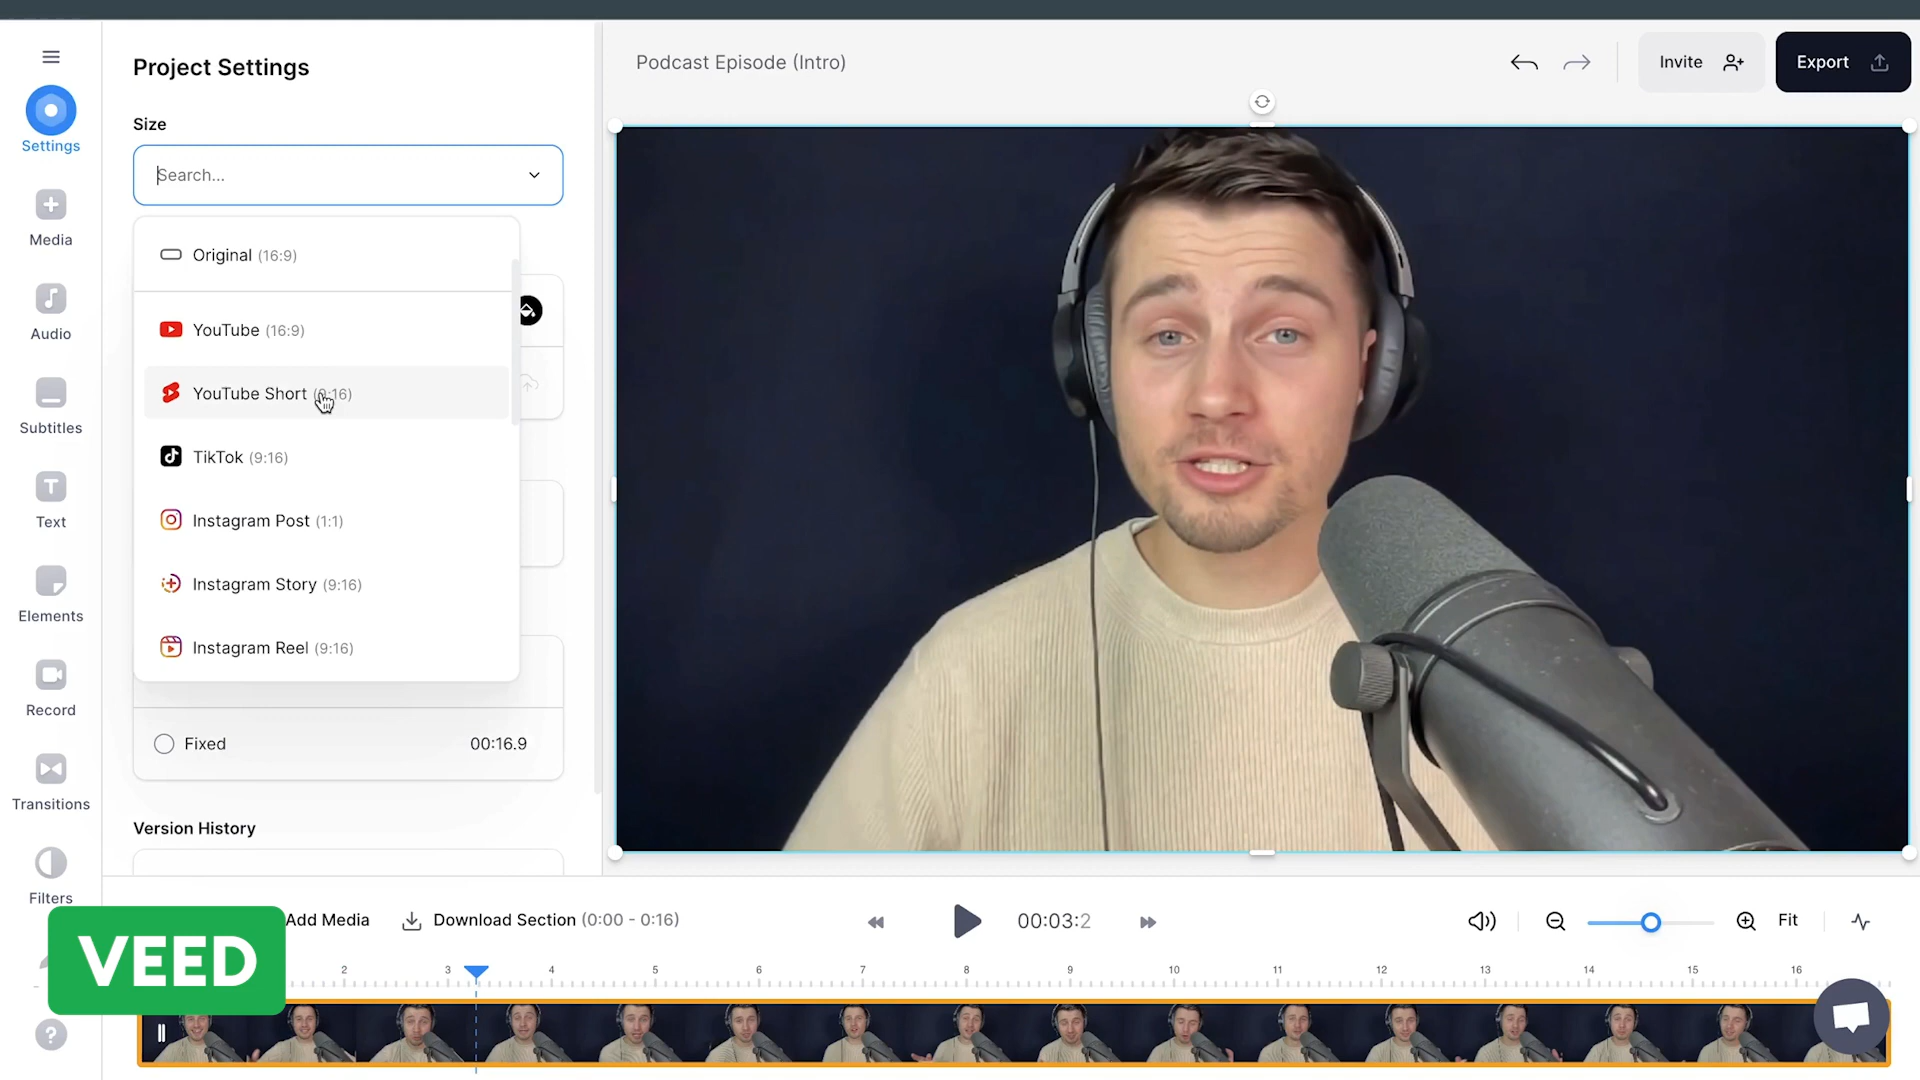 Project Settings
Podcast Episode (Intro)
Invite
Export
Size
Search...
Settings
Media
Audio
Subtitles
Text
Elements
Record
Transitions
Filters
Original (16:9)
YouTube (16:9)
YouTube Short (9:16)
TikTok (9:16)
Instagram Post (1:1)
Instagram Story (9:16)
Instagram Reel (9:16)
Fixed 00:16.9
Version History
Add Media
Download Section (0:00 - 0:16)
00:03:2
Fit
2 3 4 5 6 7 8 9 10 11 12 13 14 15 16
VEED
?